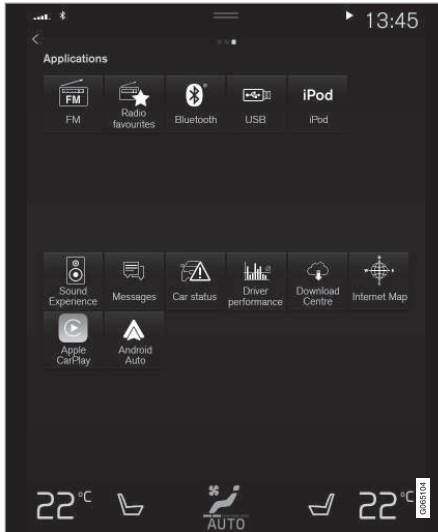 13:45
Applications
FM
FM
Radio
favourites
Bluetooth
USB
iPod
iPod
Sound
Experience
Messages
Car status
Driver
performance
Download
Centre
Internet Map
Apple
CarPlay
Android
Auto
22°C
AUTO
22°C
G065104